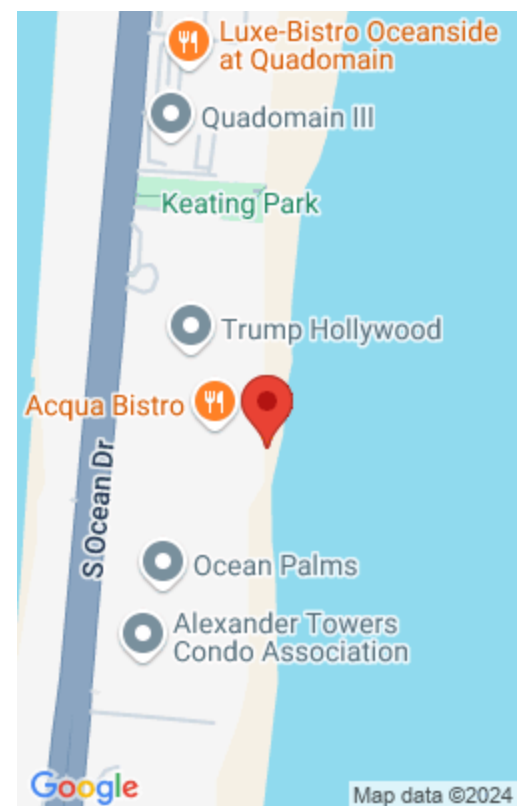 Luxe-Bistro Oceanside
at Quadomain
Quadomain III
Keating Park
Trump Hollywood
Acqua Bistro
S Ocean Dr
Ocean Palms
Alexander Towers
Condo Association
Google
Map data ©2024